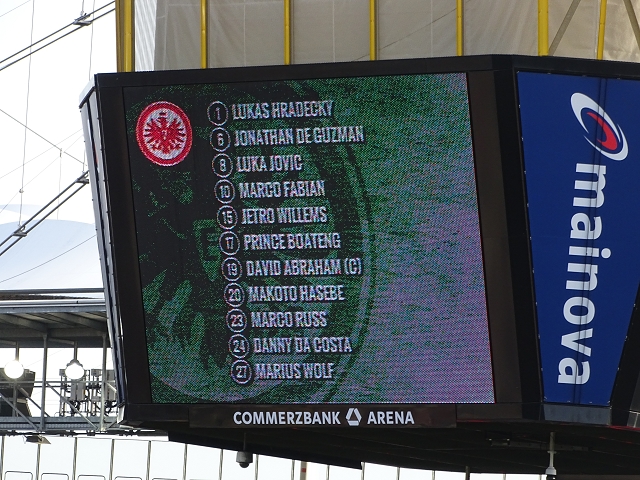 1 LUKAS HRADECKY
6 JONATHAN DE GUZMAN
8 LUKA JOVIC
10 MARCO FABIAN
15 JETRO WILLEMS
17 PRINCE BOATENG
19 DAVID ABRAHAM (C)
20 MAKOTO HASEBE
23 MARCO RUSS
24 DANNY DA COSTA
27 MARIUS WOLF
COMMERZBANK ARENA
mainova